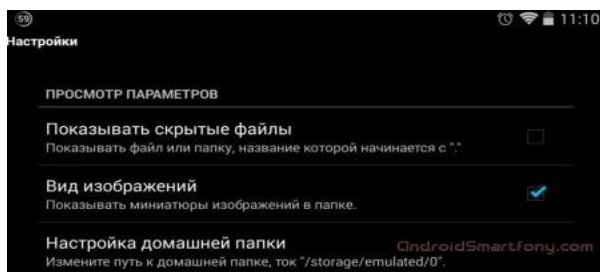 59 11:10
Настройки
ПРОСМОТР ПАРАМЕТРОВ
Показывать скрытые файлы
Показывать файл или папку, название которой начинается с "."
Вид изображений
Показывать миниатюры изображений в папке.
Настройка домашней папки
AndroidSmartfony.com
Измените путь к домашней папке, ток "/storage/emulated/0".